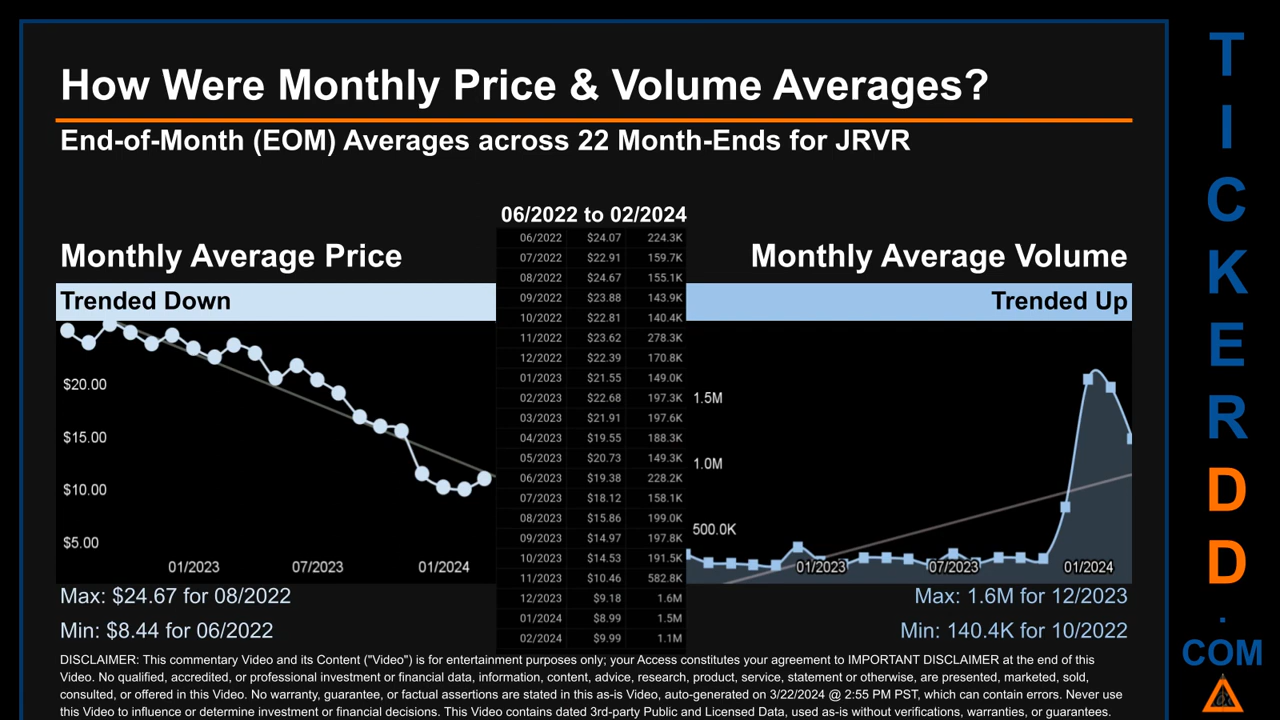 How Were Monthly Price & Volume Averages?
End-of-Month (EOM) Averages across 22 Month-Ends for JRVR
06/2022 to 02/2024
Monthly Average Price
Trended Down
$20.00
$15.00
$10.00
$5.00
01/2023 07/2023 01/2024
Max: $24.67 for 08/2022
Min: $8.44 for 06/2022
06/2022 $24.07 224.3K
07/2022 $22.91 159.7K
08/2022 $24.67 155.1K
09/2022 $23.88 143.9K
10/2022 $22.81 140.4K
11/2022 $23.62 278.3K
12/2022 $22.39 170.8K
01/2023 $21.55 149.0K
02/2023 $22.68 197.3K
03/2023 $21.91 197.6K
04/2023 $19.55 188.3K
05/2023 $20.73 149.3K
06/2023 $19.38 228.2K
07/2023 $18.12 158.1K
08/2023 $15.86 199.0K
09/2023 $14.97 197.8K
10/2023 $14.53 191.5K
11/2023 $10.46 582.8K
12/2023 $9.18 1.6M
01/2024 $8.99 1.5M
02/2024 $9.99 1.1M
Monthly Average Volume
Trended Up
1.5M
1.0M
500.0K
01/2023 07/2023 01/2024
Max: 1.6M for 12/2023
Min: 140.4K for 10/2022
DISCLAIMER: This commentary Video and its Content ("Video") is for entertainment purposes only; your Access constitutes your agreement to IMPORTANT DISCLAIMER at the end of this
Video. No qualified, accredited, or professional investment or financial data, information, content, advice, research, product, service, statement or otherwise, are presented, marketed, sold,
consulted, or offered in this Video. No warranty, guarantee, or factual assertions are stated in this as-is Video, auto-generated on 3/22/2024 @ 2:55 PM PST, which can contain errors. Never use
this Video to influence or determine investment or financial decisions. This Video contains dated 3rd-party Public and Licensed Data, used as-is without verifications, warranties, or guarantees.
T
I
C
K
E
R
D
D
.
COM